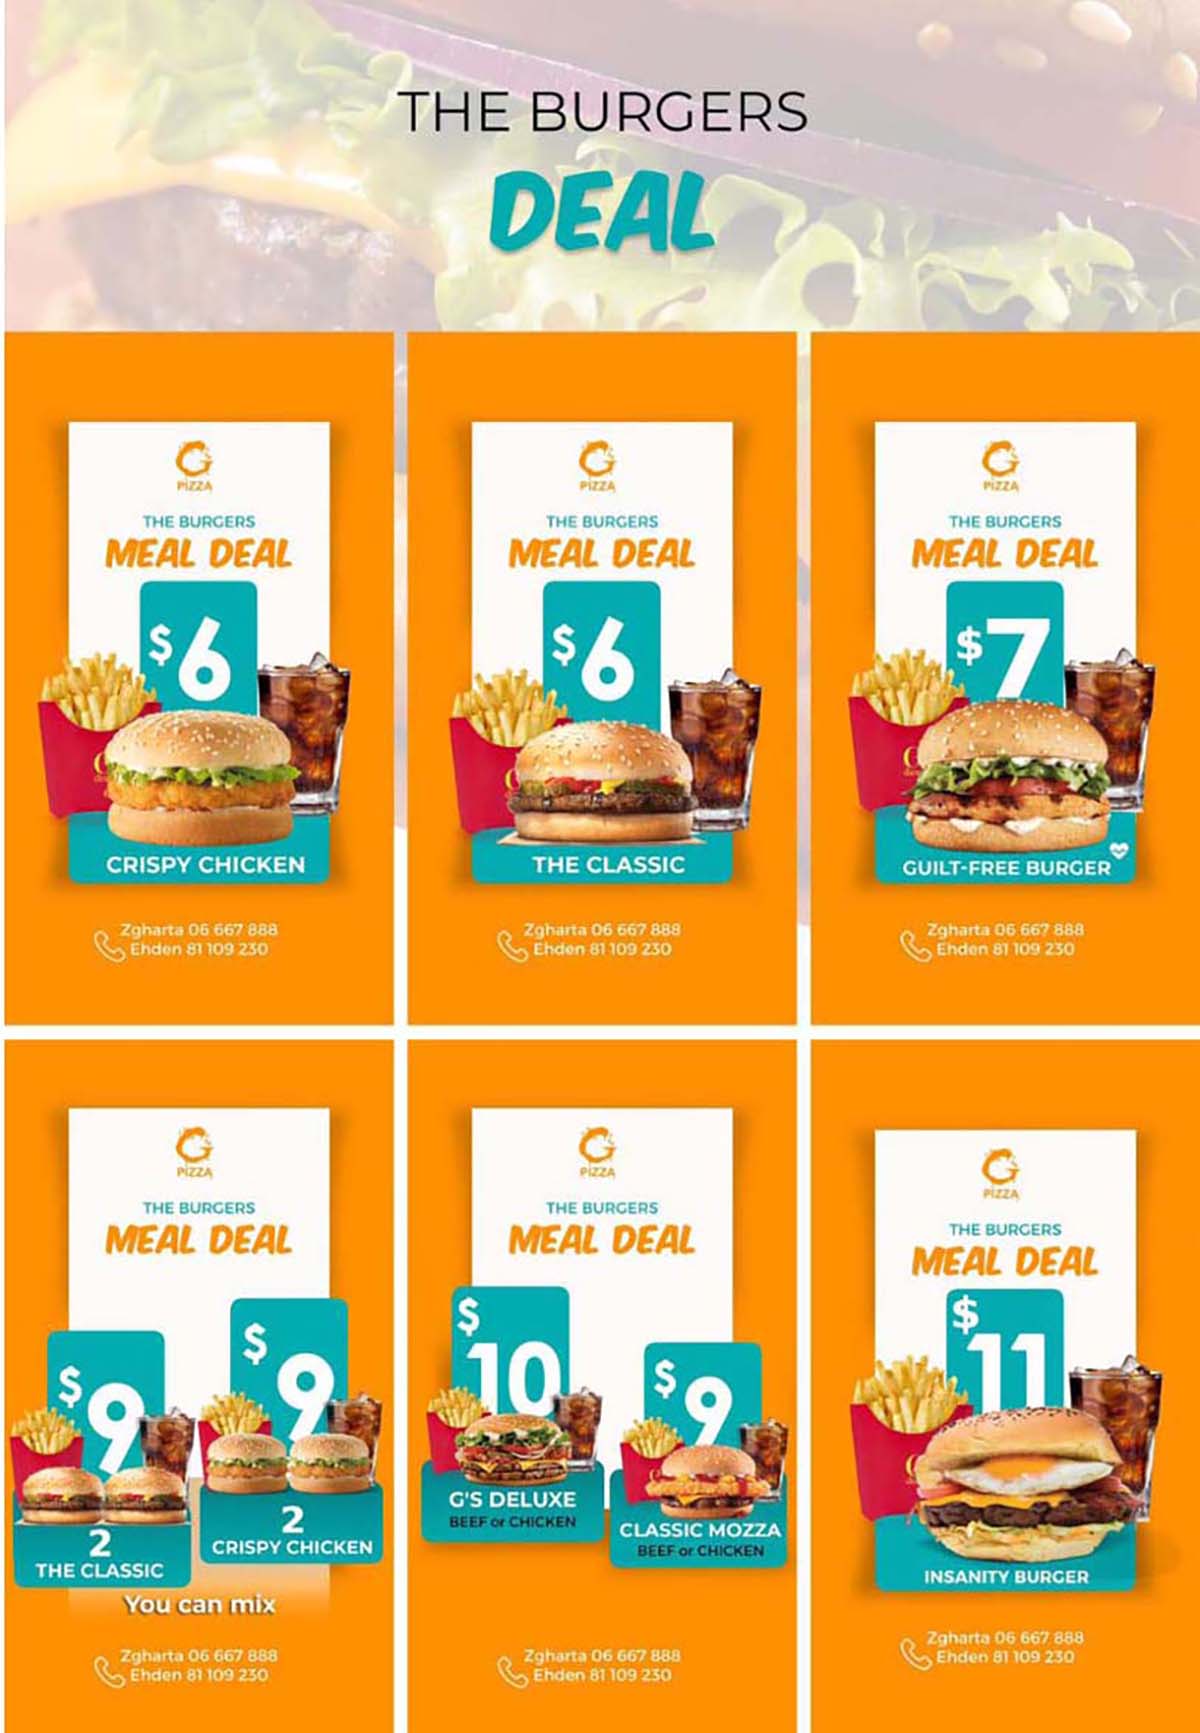 THE BURGERS
DEAL
G
PIZZA
THE BURGERS
MEAL DEAL
$6
CRISPY CHICKEN
Zgharta 06 667 888
Ehden 81 109 230
G
PIZZA
THE BURGERS
MEAL DEAL
$6
THE CLASSIC
Zgharta 06 667 888
Ehden 81 109 230
G
PIZZA
THE BURGERS
MEAL DEAL
$7
GUILT-FREE BURGER
Zgharta 06 667 888
Ehden 81 109 230
G
PIZZA
THE BURGERS
MEAL DEAL
$9
2
THE CLASSIC
$9
2
CRISPY CHICKEN
You can mix
Zgharta 06 667 888
Ehden 81 109 230
G
PIZZA
THE BURGERS
MEAL DEAL
$10
G'S DELUXE
BEEF or CHICKEN
$9
CLASSIC MOZZA
BEEF or CHICKEN
Zgharta 06 667 888
Ehden 81 109 230
G
PIZZA
THE BURGERS
MEAL DEAL
$11
INSANITY BURGER
Zgharta 06 667 888
Ehden 81 109 230